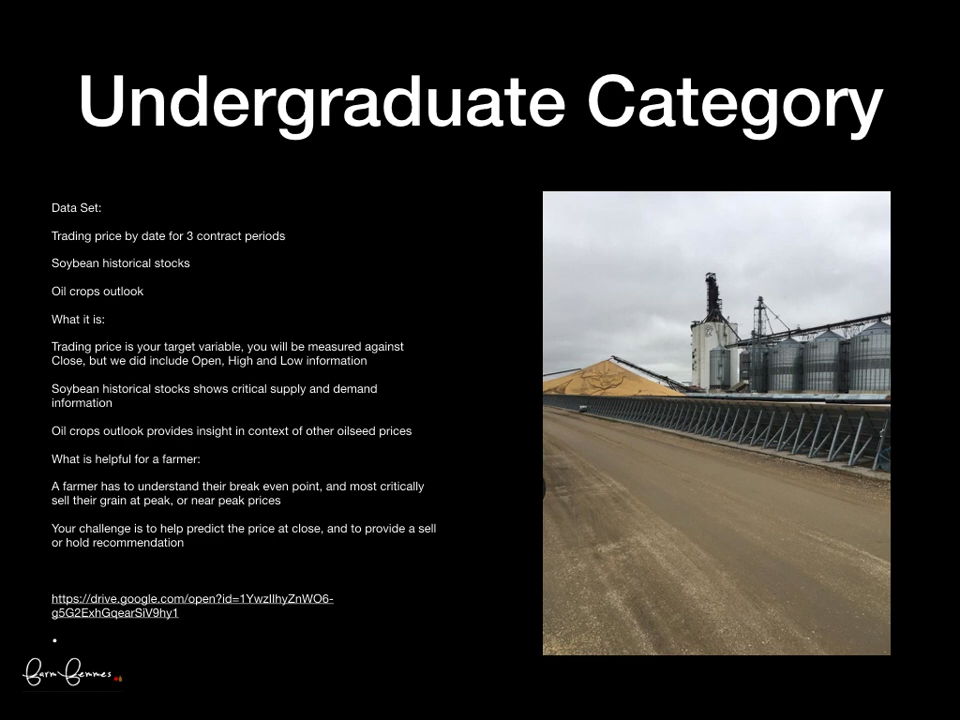 Undergraduate Category
Data Set:
Trading price by date for 3 contract periods
Soybean historical stocks
Oil crops outlook
What it is:
Trading price is your target variable, you will be measured against
Close, but we did include Open, High and Low information
Soybean historical stocks shows critical supply and demand
information
Oil crops outlook provides insight in context of other oilseed prices
What is helpful for a farmer:
A farmer has to understand their break even point, and most critically
sell their grain at peak, or near peak prices
Your challenge is to help predict the price at close, and to provide a sell
or hold recommendation
https://drive.google.com/open?id=1YwzIlhyZnWO6-
g5G2ExhGqearSiV9hy1
•
Farm Femmes